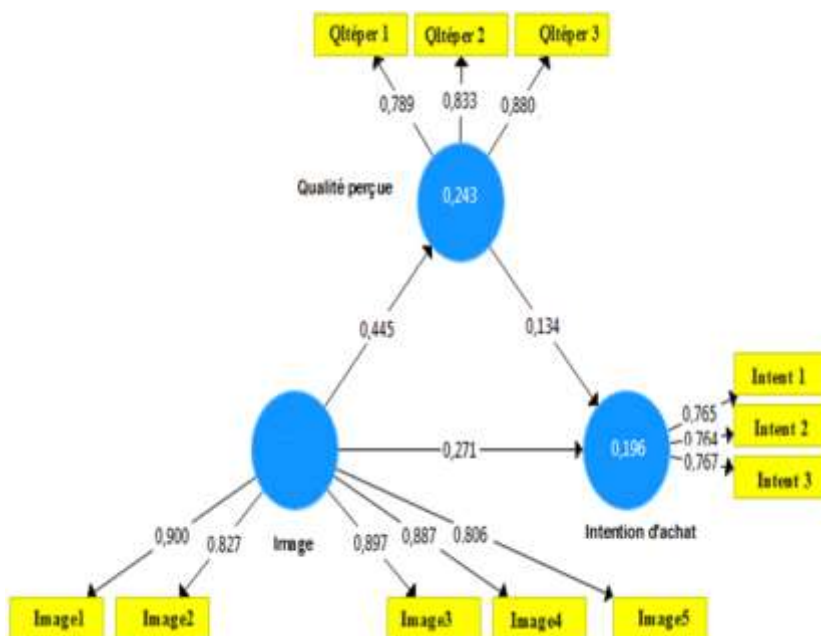 Qltéper 1
Qltéper 2
Qltéper 3
0,789
0,833
0,880
Qualité perçue
0,243
0,445
0,134
Intent 1
0,765
Intent 2
0,764
0,271
0,196
0,767
Intent 3
Intention d'achat
0,900
0.827
Image
0,897
0,887
0,806
Image1
Image2
Image3
Image4
Image5